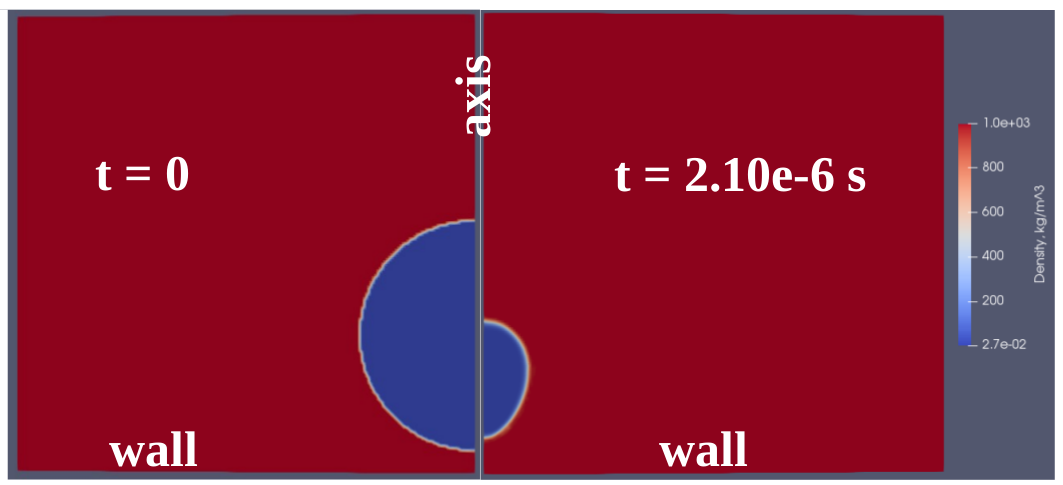 axis
t = 0
t = 2.10e-6 s
1.0e+03
800
600
400
200
2.7e-02
Density, kg/m^3
wall
wall